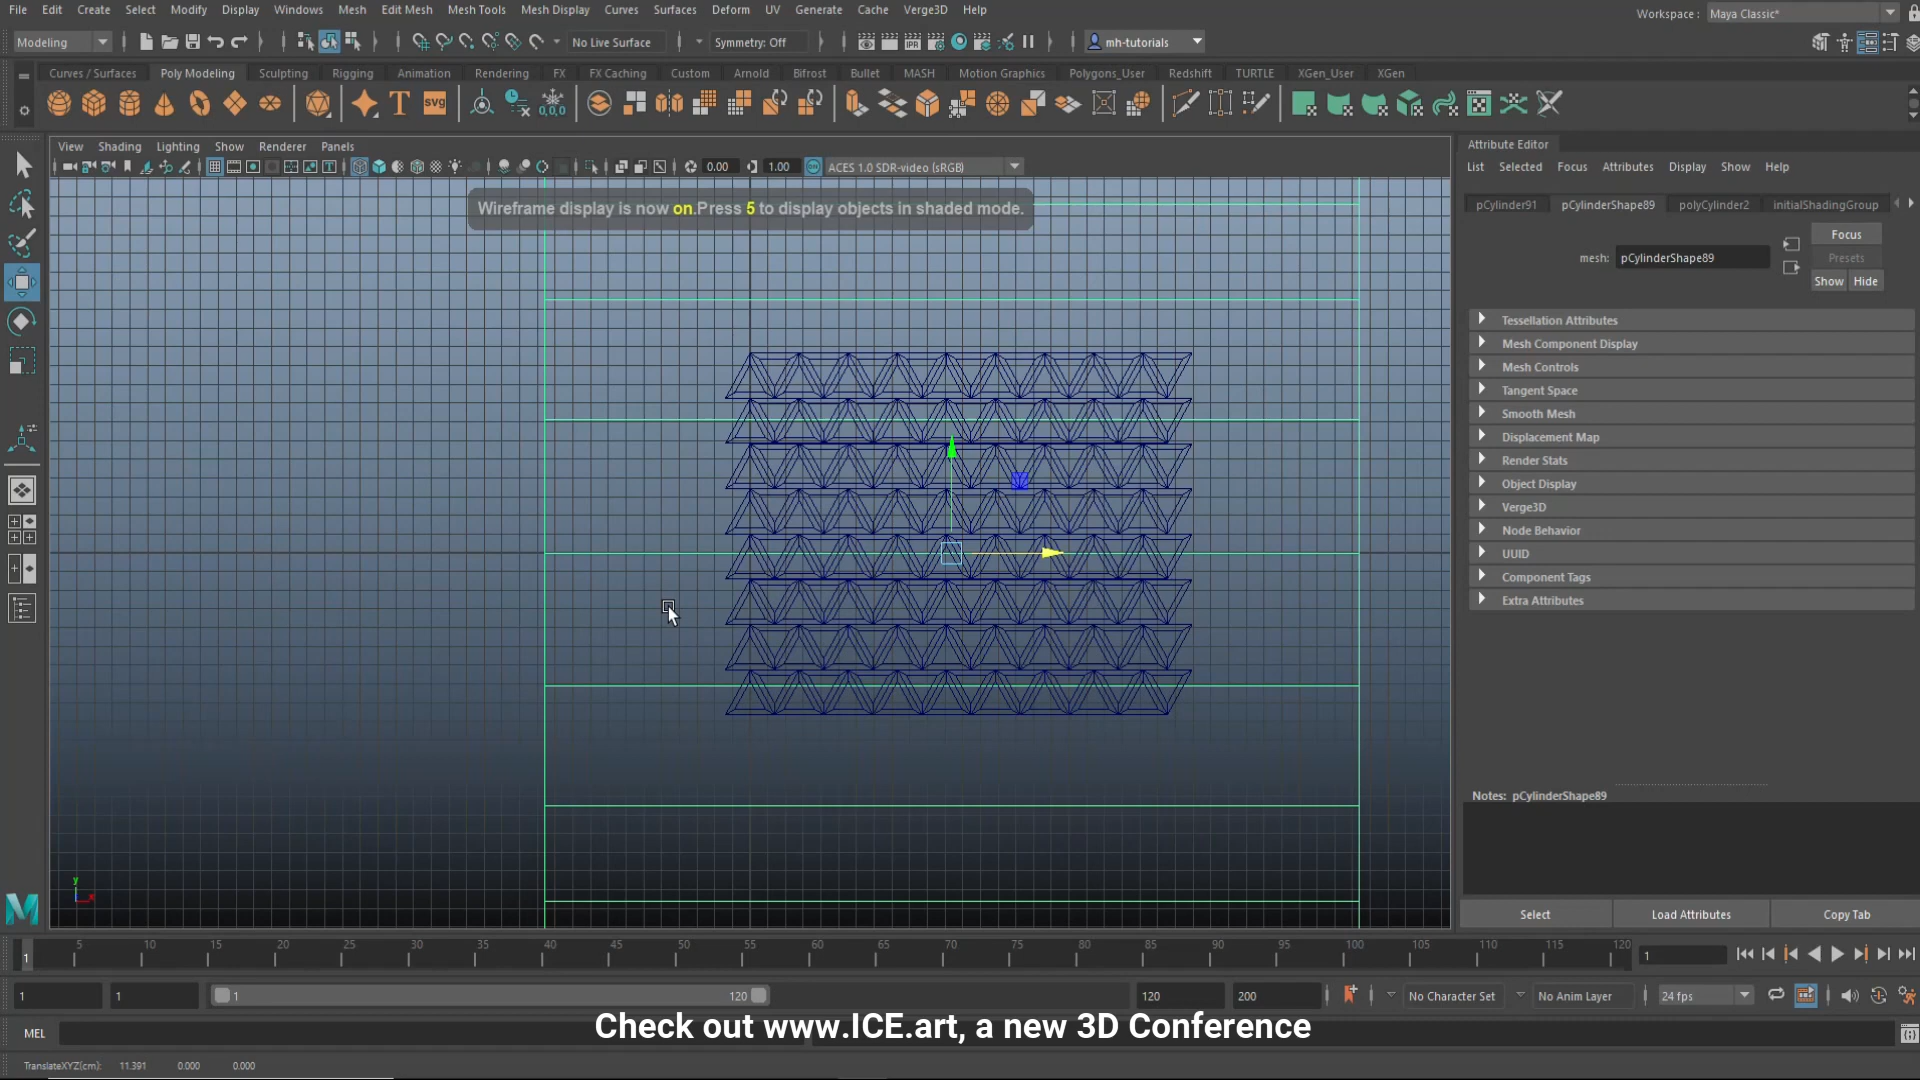 File Edit Create Select Modify Display Windows Mesh Edit Mesh Mesh Tools Mesh Display Curves Surfaces Deform UV Generate Cache Verge3D Help
Workspace : Maya Classic*
Modeling No Live Surface Symmetry: Off IPR mh-tutorials
Curves / Surfaces Poly Modeling Sculpting Rigging Animation Rendering FX FX Caching Custom Arnold Bifrost Bullet MASH Motion Graphics Polygons_User Redshift TURTLE XGen_User XGen
T SVG 0,0,0
View Shading Lighting Show Renderer Panels
0.00 1.00 ACES 1.0 SDR-video (sRGB)
Wireframe display is now on.Press 5 to display objects in shaded mode.
Attribute Editor
List Selected Focus Attributes Display Show Help
pCylinder91 pCylinderShape89 polyCylinder2 initialShadingGroup
mesh: pCylinderShape89
Focus
Presets
Show Hide
Tessellation Attributes
Mesh Component Display
Mesh Controls
Tangent Space
Smooth Mesh
Displacement Map
Render Stats
Object Display
Verge3D
Node Behavior
UUID
Component Tags
Extra Attributes
Notes: pCylinderShape89
Select Load Attributes Copy Tab
y
x
M
5 10 15 20 25 30 35 40 45 50 55 60 65 70 75 80 85 90 95 100 105 110 115 120
1 1
1 1 1 120 120 200 No Character Set No Anim Layer 24 fps
MEL
Check out www.ICE.art, a new 3D Conference
TranslateXYZ(cm): 11.391 0.000 0.000